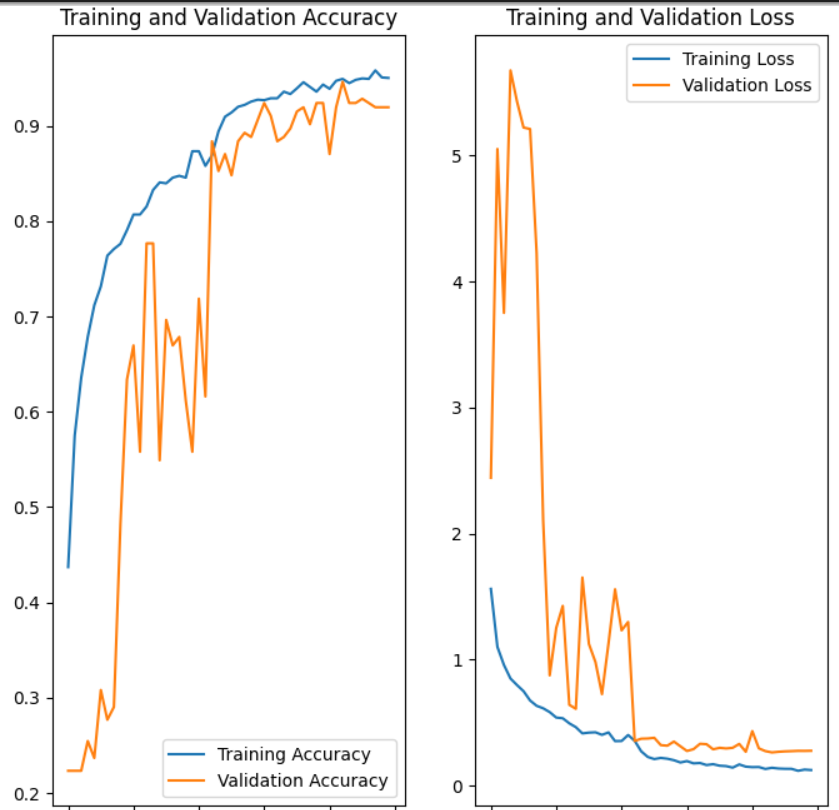 Training and Validation Accuracy
0.9
0.8
0.7
0.6
0.5
0.4
0.3
0.2
Training Accuracy
Validation Accuracy
Training and Validation Loss
Training Loss
Validation Loss
5
4
3
2
1
0